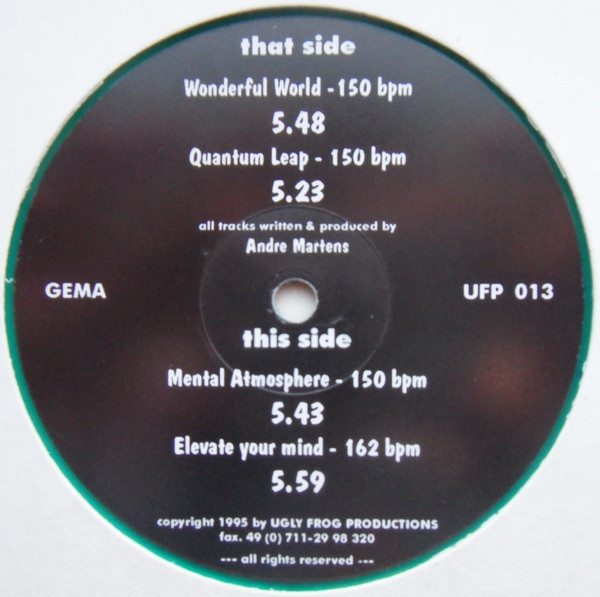 that side
Wonderful World - 150 bpm
5.48
Quantum Leap - 150 bpm
5.23
all tracks written & produced by
Andre Martens
GEMA
UFP 013
this side
Mental Atmosphere - 150 bpm
5.43
Elevate your mind - 162 bpm
5.59
copyright 1995 by UGLY FROG PRODUCTIONS
fax. 49 (0) 711-29 98 320
--- all rights reserved ---